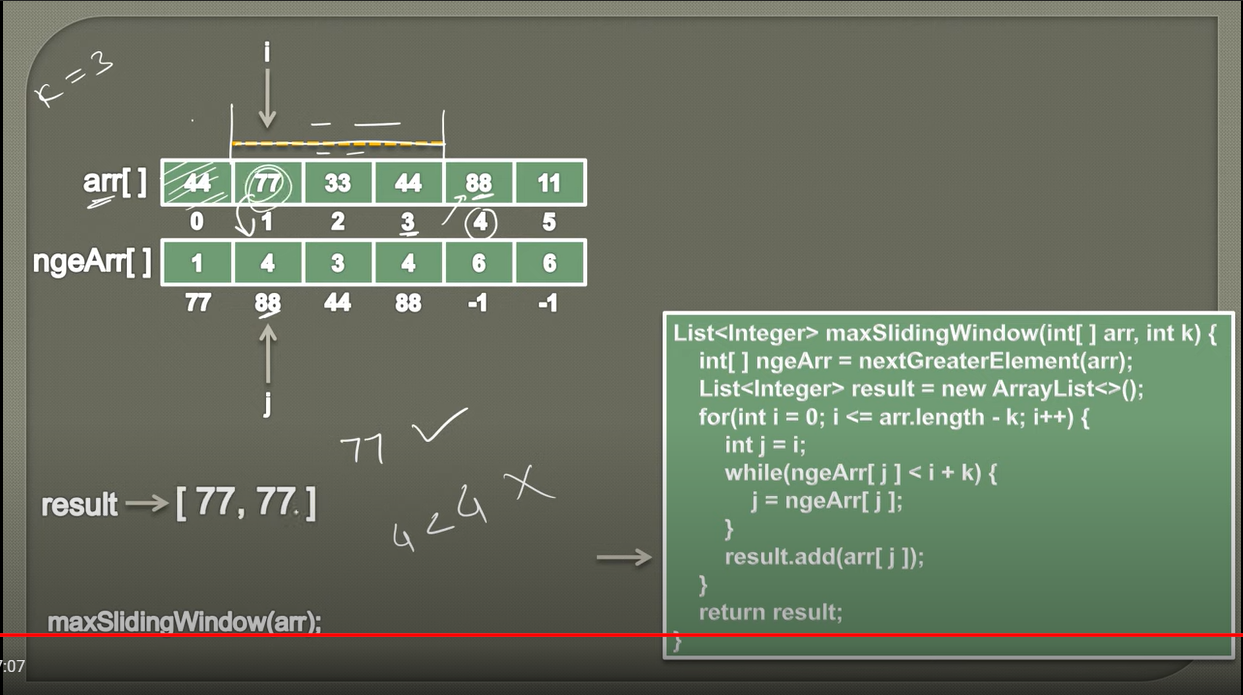 k = 3
i
arr[ ] 44 77 33 44 88 11
0 1 2 3 4 5
ngeArr[ ] 1 4 3 4 6 6
77 88 44 88 -1 -1
j
77 ✓
4 < 4 X
result → [ 77, 77. ]
maxSlidingWindow(arr);
List<Integer> maxSlidingWindow(int[ ] arr, int k) {
int[ ] ngeArr = nextGreaterElement(arr);
List<Integer> result = new ArrayList<>();
for(int i = 0; i <= arr.length - k; i++) {
int j = i;
while(ngeArr[ j ] < i + k) {
j = ngeArr[ j ];
}
result.add(arr[ j ]);
}
return result;
}
:07